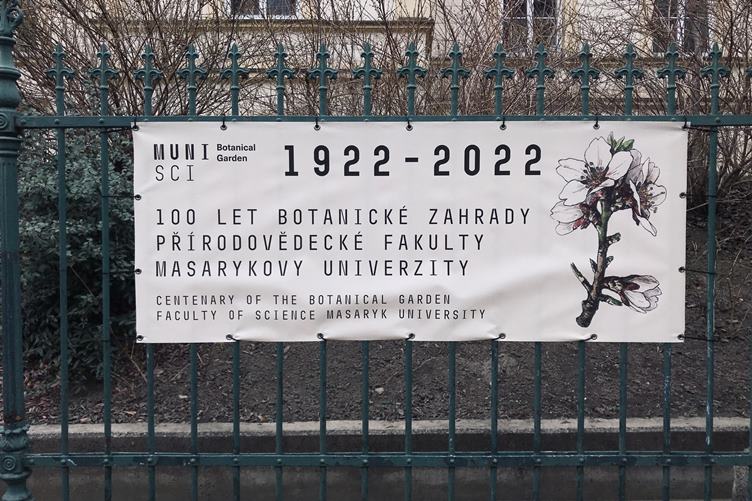 MUNI Botanical
SCI Garden
1922-2022
100 LET BOTANICKÉ ZAHRADY
PŘÍRODOVĚDECKÉ FAKULTY
MASARYKOVY UNIVERZITY
CENTENARY OF THE BOTANICAL GARDEN
FACULTY OF SCIENCE MASARYK UNIVERSITY